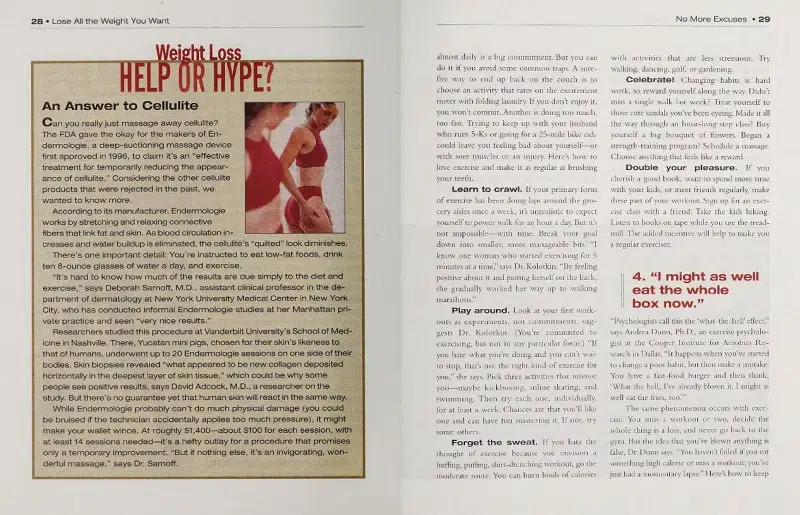 28 • Lose All the Weight You Want
Weight Loss
HELP OR HYPE?
An Answer to Cellulite
Can you really just massage away cellulite?
The FDA gave the okay for the makers of En-
dermologie, a deep-suctioning massage device
first approved in 1996, to claim it's an "effective
treatment for temporarily reducing the appear-
ance of cellulite." Considering the other cellulite
products that were rejected in the past, we
wanted to know more.
According to its manufacturer, Endermologie
works by stretching and relaxing connective
fibers that link fat and skin. As blood circulation in-
creases and water buildup is eliminated, the cellulite's "quilted" look diminishes.
There's one important detail: You're instructed to eat low-fat foods, drink
ten 8-ounce glasses of water a day, and exercise.
"It's hard to know how much of the results are due simply to the diet and
exercise," says Deborah Sarnoff, M.D., assistant clinical professor in the de-
partment of dermatology at New York University Medical Center in New York
City, who has conducted informal Endermologie studies at her Manhattan pri-
vate practice and seen "very nice results."
Researchers studied this procedure at Vanderbilt University's School of Med-
icine in Nashville. There, Yucatan mini pigs, chosen for their skin's likeness to
that of humans, underwent up to 20 Endermologie sessions on one side of their
bodies. Skin biopsies revealed "what appeared to be new collagen deposited
horizontally in the deepest layer of skin tissue," which could be why some
people see positive results, says David Adcock, M.D., a researcher on the
study. But there's no guarantee yet that human skin will react in the same way.
While Endermologie probably can't do much physical damage (you could
be bruised if the technician accidentally applies too much pressure), it might
make your wallet wince. At roughly $1,400—about $100 for each session, with
at least 14 sessions needed—it's a hefty outlay for a procedure that promises
only a temporary improvement. "But if nothing else, it's an invigorating, won-
derful massage," says Dr. Sarnoff.
No More Excuses • 29
almost daily is a big commitment. But you can
do it if you avoid some common traps. A sure-
fire way to end up back on the couch is to
choose an activity that rates on the excitement
meter with folding laundry. If you don't enjoy it,
you won't commit. Another is doing too much,
too fast. Trying to keep up with your husband
who runs 5-Ks or going for a 25-mile bike ride
could leave you feeling bad about yourself—or
with sore muscles or an injury. Here's how to
love exercise and make it as regular as brushing
your teeth.
Learn to crawl. If your primary form
of exercise has been doing laps around the gro-
cery aisles once a week, it's unrealistic to expect
yourself to power walk for an hour a day. But it's
not impossible—with time. Break your goal
down into smaller, more manageable bits. "I
know one woman who started exercising for 5
minutes at a time," says Dr. Kolotkin. "By feeling
positive about it and patting herself on the back,
she gradually worked her way up to walking
marathons."
Play around. Look at your first work-
outs as experiments, not commitments, sug-
gests Dr. Kolotkin. (You're committed to
exercising, but not in any particular form.) "If
you hate what you're doing and you can't wait
to stop, that's not the right kind of exercise for
you," she says. Pick three activities that interest
you—maybe kickboxing, inline skating, and
swimming. Then try each one, individually,
for at least a week. Chances are that you'll like
one and can have fun mastering it. If not, try
some others.
Forget the sweat. If you hate the
thought of exercise because you envision a
huffing, puffing, shirt-drenching workout, go the
moderate route. You can burn loads of calories
with activities that are less strenuous. Try
walking, dancing, golf, or gardening.
Celebrate! Changing habits is hard
work, so reward yourself along the way. Didn't
miss a single walk last week? Treat yourself to
those cute sandals you've been eyeing. Made it all
the way through an hour-long step class? Buy
yourself a big bouquet of flowers. Began a
strength-training program? Schedule a massage.
Choose anything that feels like a reward.
Double your pleasure. If you
cherish a good book, want to spend more time
with your kids, or meet friends regularly, make
these part of your workout. Sign up for an exer-
cise class with a friend. Take the kids hiking.
Listen to books on tape while you use the tread-
mill. The added incentive will help to make you
a regular exerciser.
4. "I might as well
eat the whole
box now."
"Psychologists call this the 'what-the-hell' effect,"
says Andrea Dunn, Ph.D., an exercise psycholo-
gist at the Cooper Institute for Aerobics Re-
search in Dallas. "It happens when you've started
to change a poor habit, but then make a mistake.
You have a fast-food burger and then think,
'What the hell, I've already blown it. I might as
well eat the fries, too.'"
The same phenomenon occurs with exer-
cise. You miss a workout or two, decide the
whole thing is a loss, and never go back to the
gym. But the idea that you've blown anything is
false, Dr. Dunn says. "You haven't failed if you eat
something high calorie or miss a workout; you've
just had a momentary lapse." Here's how to keep